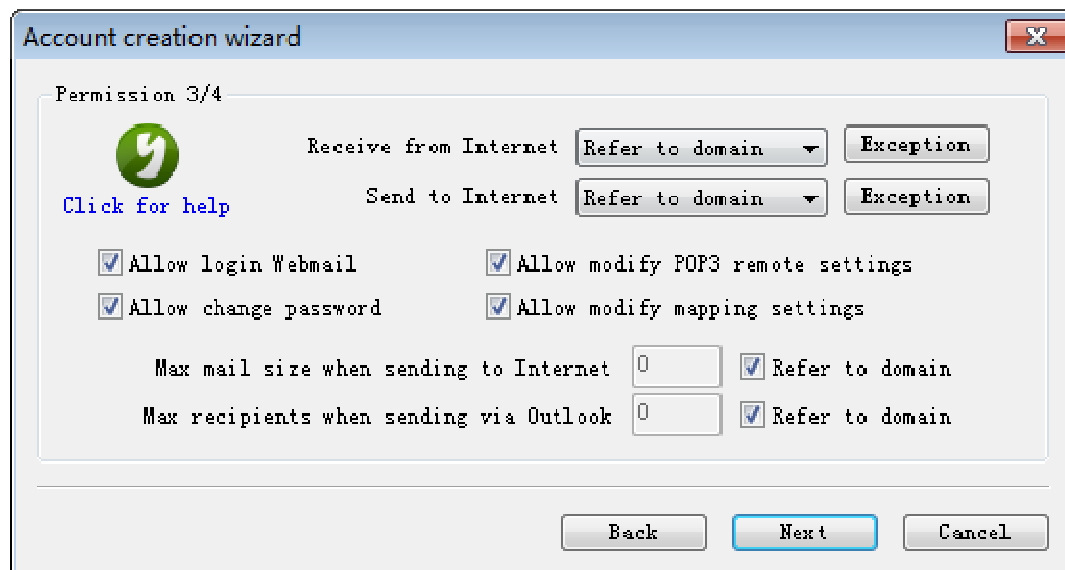 Account creation wizard
Permission 3/4
Receive from Internet Refer to domain Exception
Send to Internet Refer to domain Exception
Click for help
Allow login Webmail Allow modify POP3 remote settings
Allow change password Allow modify mapping settings
Max mail size when sending to Internet 0 Refer to domain
Max recipients when sending via Outlook 0 Refer to domain
Back Next Cancel